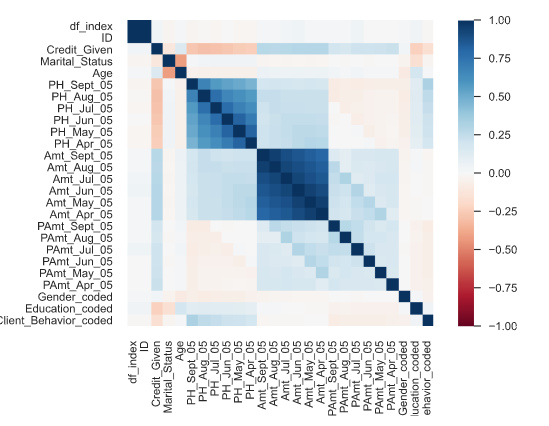 df_index
ID
Credit_Given
Marital_Status
Age
PH_Sept_05
PH_Aug_05
PH_Jul_05
PH_Jun_05
PH_May_05
PH_Apr_05
Amt_Sept_05
Amt_Aug_05
Amt_Jul_05
Amt_Jun_05
Amt_May_05
Amt_Apr_05
PAmt_Sept_05
PAmt_Aug_05
PAmt_Jul_05
PAmt_Jun_05
PAmt_May_05
PAmt_Apr_05
Gender_coded
Education_coded
Client_Behavior_coded
1.00
0.75
0.50
0.25
0.00
−0.25
−0.50
−0.75
−1.00
df_index
ID
Credit_Given
Marital_Status
Age
PH_Sept_05
PH_Aug_05
PH_Jul_05
PH_Jun_05
PH_May_05
PH_Apr_05
Amt_Sept_05
Amt_Aug_05
Amt_Jul_05
Amt_Jun_05
Amt_May_05
Amt_Apr_05
PAmt_Sept_05
PAmt_Aug_05
PAmt_Jul_05
PAmt_Jun_05
PAmt_May_05
PAmt_Apr_05
Gender_coded
lucation_coded
ehavior_coded